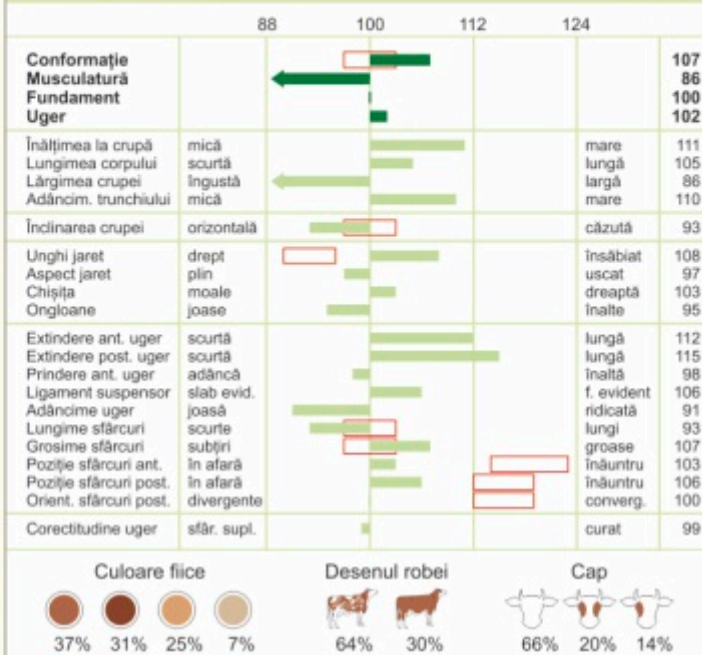 88 100 112 124
Conformație 107
Musculatură 86
Fundament 100
Uger 102
Înălțimea la crupă mică mare 111
Lungimea corpului scurtă lungă 105
Lărgimea crupei îngustă largă 86
Adâncim. trunchiului mică mare 110
Înclinarea crupei orizontală căzută 93
Unghi jaret drept însăbiat 108
Aspect jaret plin uscat 97
Chișița moale dreaptă 103
Ongloane joase înalte 95
Extindere ant. uger scurtă lungă 112
Extindere post. uger scurtă lungă 115
Prindere ant. uger adâncă înaltă 98
Ligament suspensor slab evid. f. evident 106
Adâncime uger joasă ridicată 91
Lungime sfârcuri scurte lungi 93
Grosime sfârcuri subțiri groase 107
Poziție sfârcuri ant. în afară înăuntru 103
Poziție sfârcuri post. în afară înăuntru 106
Orient. sfârcuri post. divergente converg. 100
Corectitudine uger sfâr. supl. curat 99
Culoare fiice Desenul robei Cap
37% 31% 25% 7% 64% 30% 66% 20% 14%